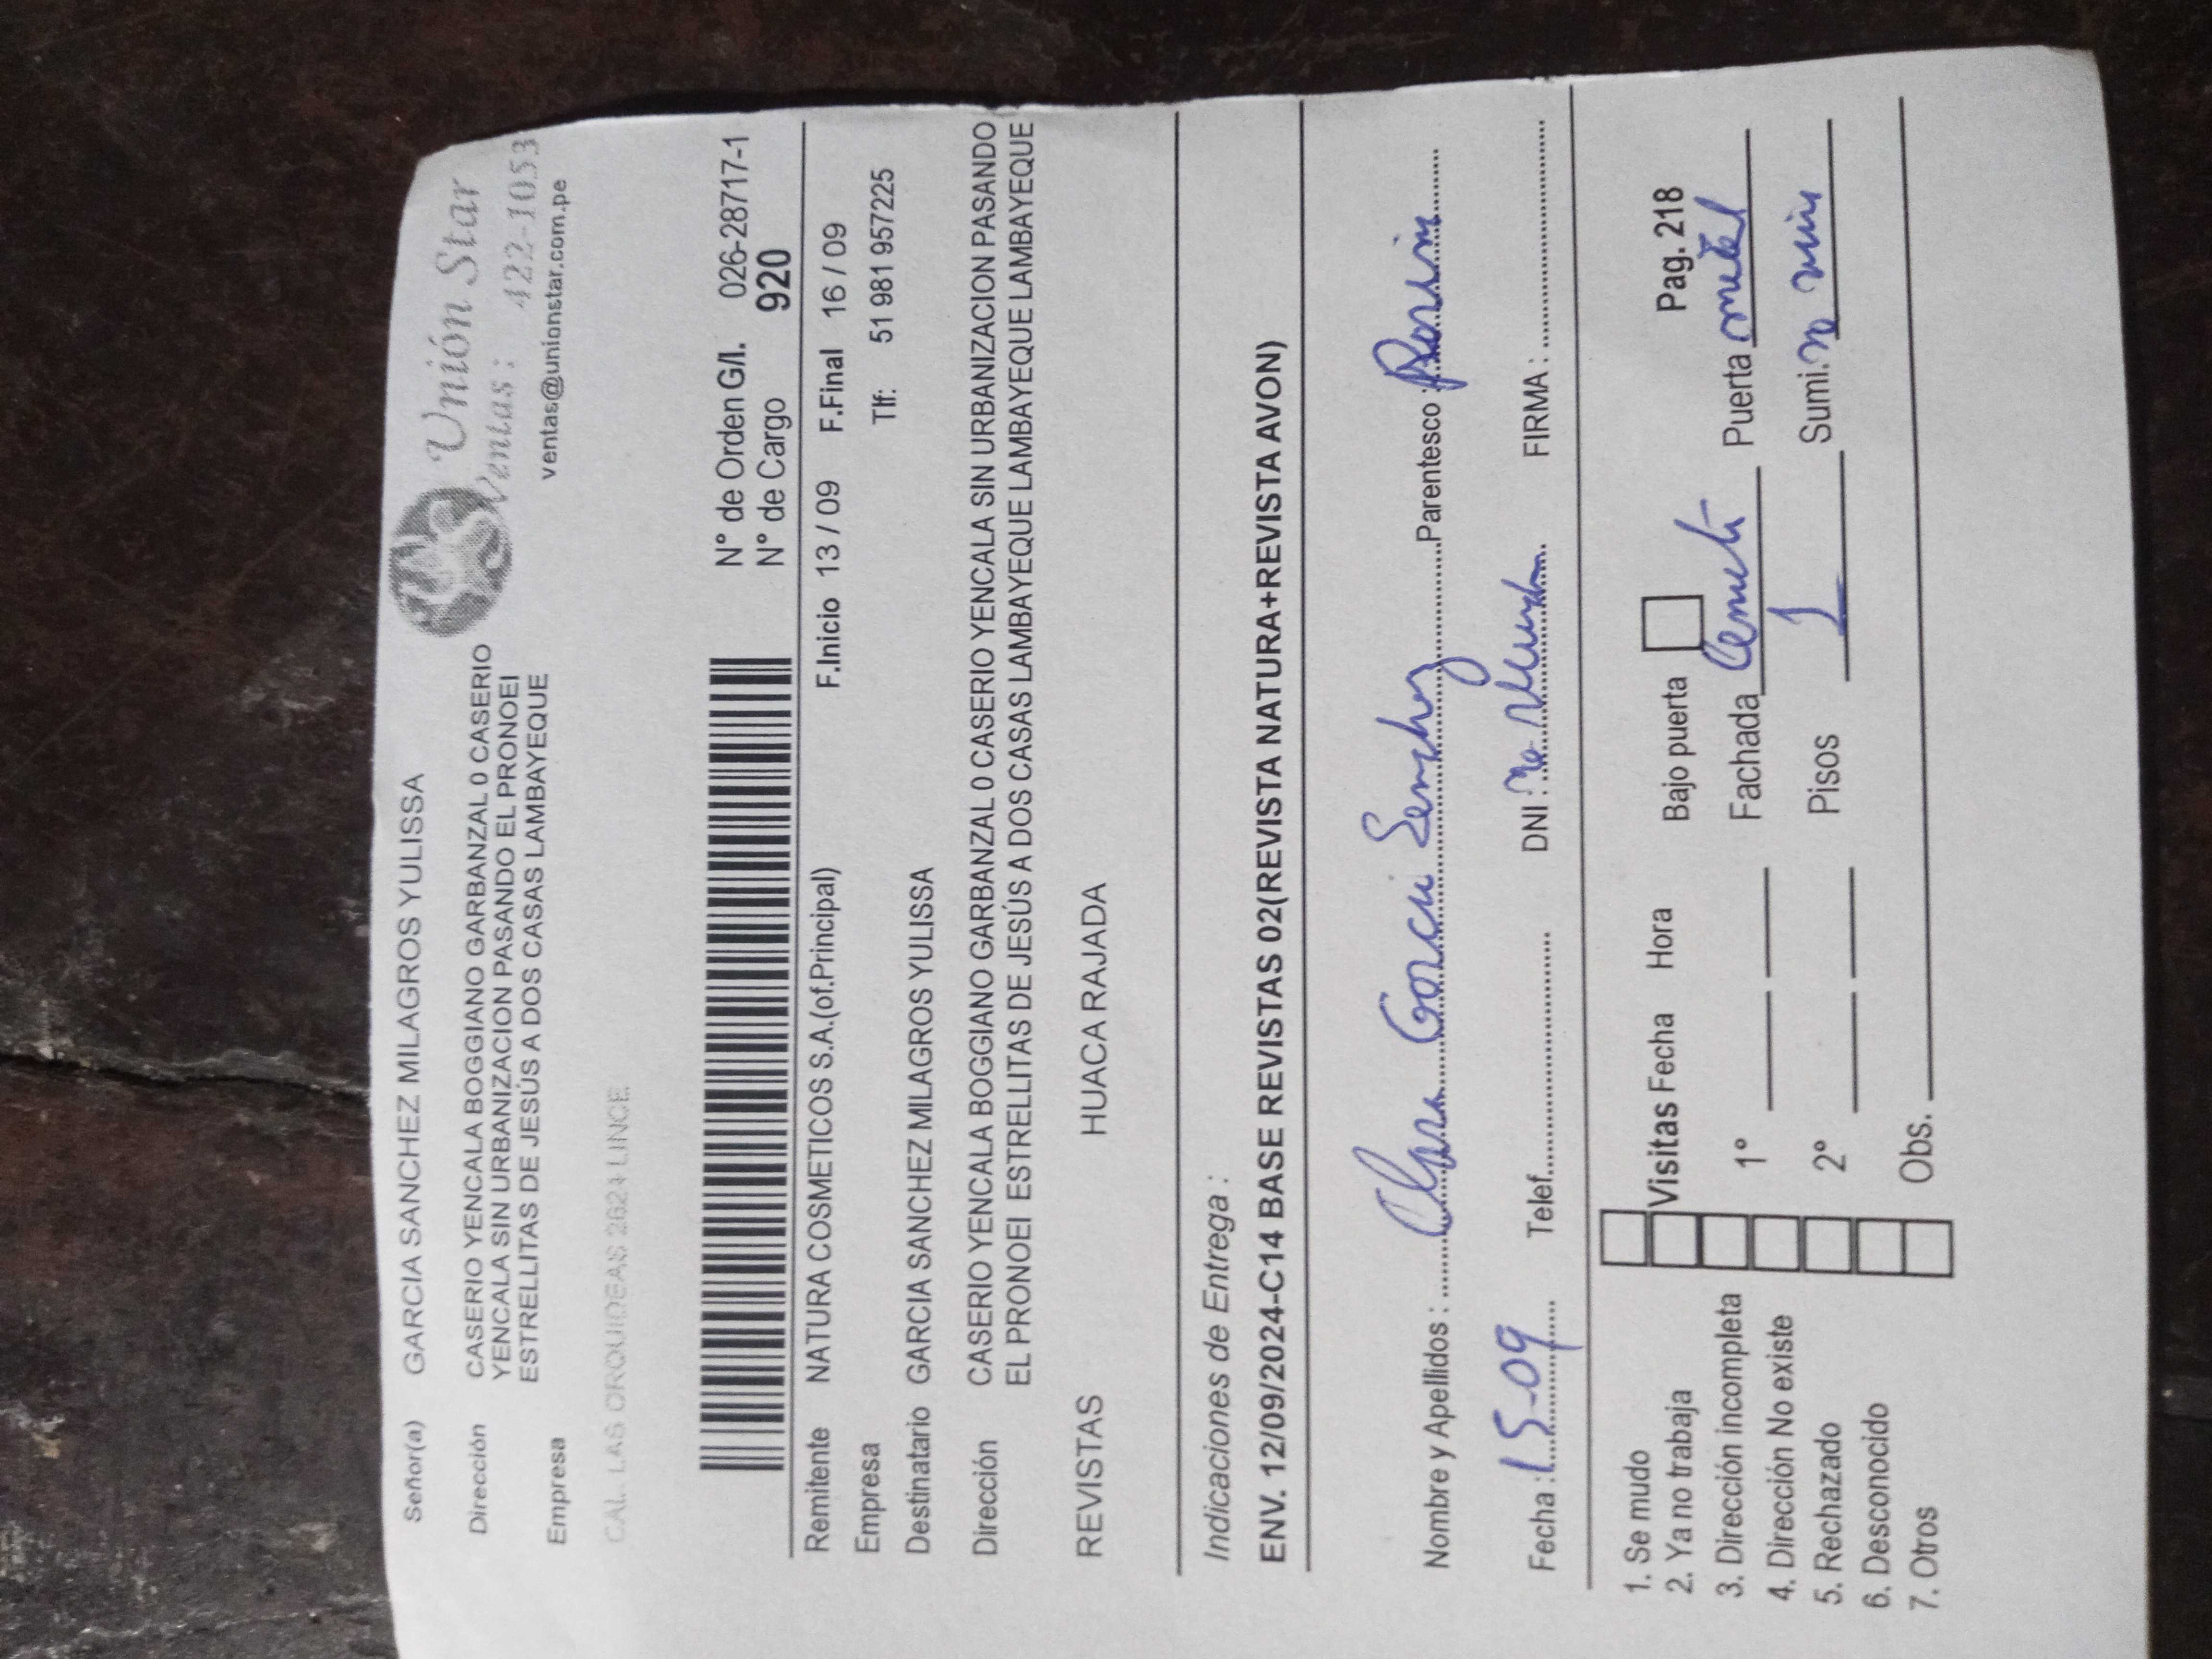 Señor(a) GARCIA SANCHEZ MILAGROS YULISSA
Unión Star
Ventas: 422-1053
ventas@unionstar.com.pe
Dirección CASERIO YENCALA BOGGIANO GARBANZAL 0 CASERIO
YENCALA SIN URBANIZACION PASANDO EL PRONOEI
ESTRELLITAS DE JESÚS A DOS CASAS LAMBAYEQUE
Empresa
CAL. LAS ORQUIDEAS 2624 LINCE
N° de Orden G/I. 026-28717-1
N° de Cargo 920
Remitente NATURA COSMETICOS S.A.(of.Principal) F.Inicio 13 / 09 F.Final 16 / 09
Empresa Tlf: 51 981 957225
Destinatario GARCIA SANCHEZ MILAGROS YULISSA
Dirección CASERIO YENCALA BOGGIANO GARBANZAL 0 CASERIO YENCALA SIN URBANIZACION PASANDO
EL PRONOEI ESTRELLITAS DE JESÚS A DOS CASAS LAMBAYEQUE LAMBAYEQUE LAMBAYEQUE
REVISTAS HUACA RAJADA
Indicaciones de Entrega :
ENV. 12/09/2024-C14 BASE REVISTAS 02(REVISTA NATURA+REVISTA AVON)
Nombre y Apellidos : Clara Garcia Sanchez Parentesco :
Fecha : 15-09 Telef. DNI : No FIRMA :
1. Se mudo Visitas Fecha Hora Bajo puerta Pag. 218
2. Ya no trabaja
3. Dirección incompleta 1° Fachada Cemento Puerta metal
4. Dirección No existe
5. Rechazado 2° Pisos 1 Sumi. no
6. Desconocido
7. Otros Obs.